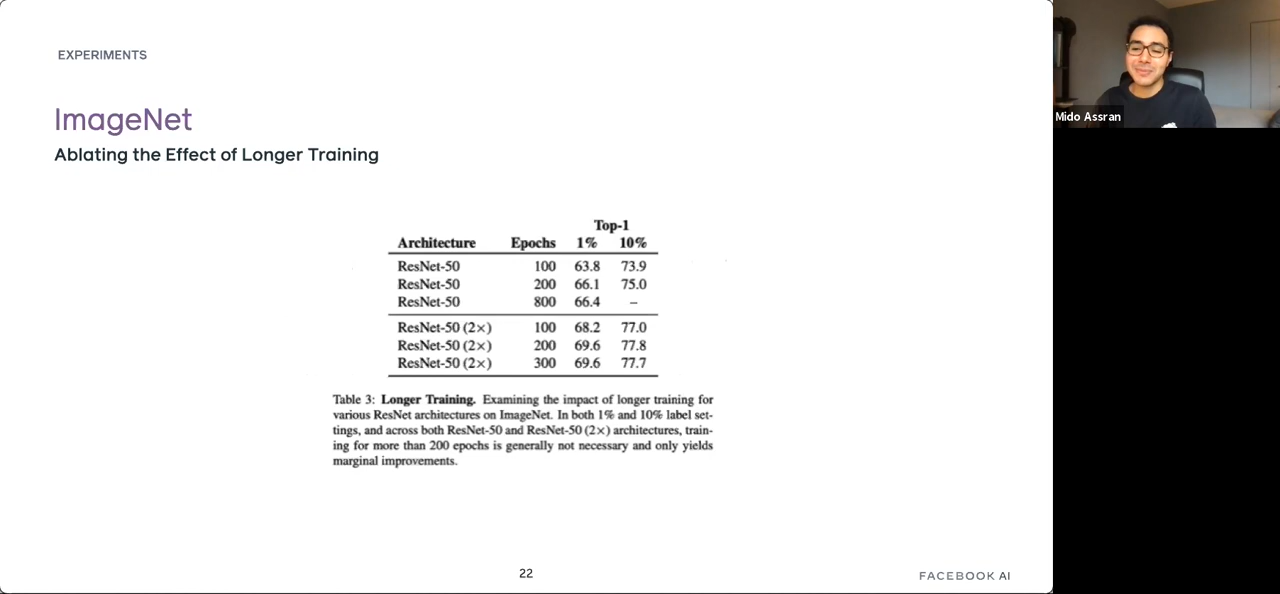 EXPERIMENTS
ImageNet
Ablating the Effect of Longer Training
Top-1
Architecture Epochs 1% 10%
ResNet-50 100 63.8 73.9
ResNet-50 200 66.1 75.0
ResNet-50 800 66.4 –
ResNet-50 (2×) 100 68.2 77.0
ResNet-50 (2×) 200 69.6 77.8
ResNet-50 (2×) 300 69.6 77.7
Table 3: Longer Training. Examining the impact of longer training for
various ResNet architectures on ImageNet. In both 1% and 10% label set-
tings, and across both ResNet-50 and ResNet-50 (2×) architectures, train-
ing for more than 200 epochs is generally not necessary and only yields
marginal improvements.
22
FACEBOOK AI
Mido Assran